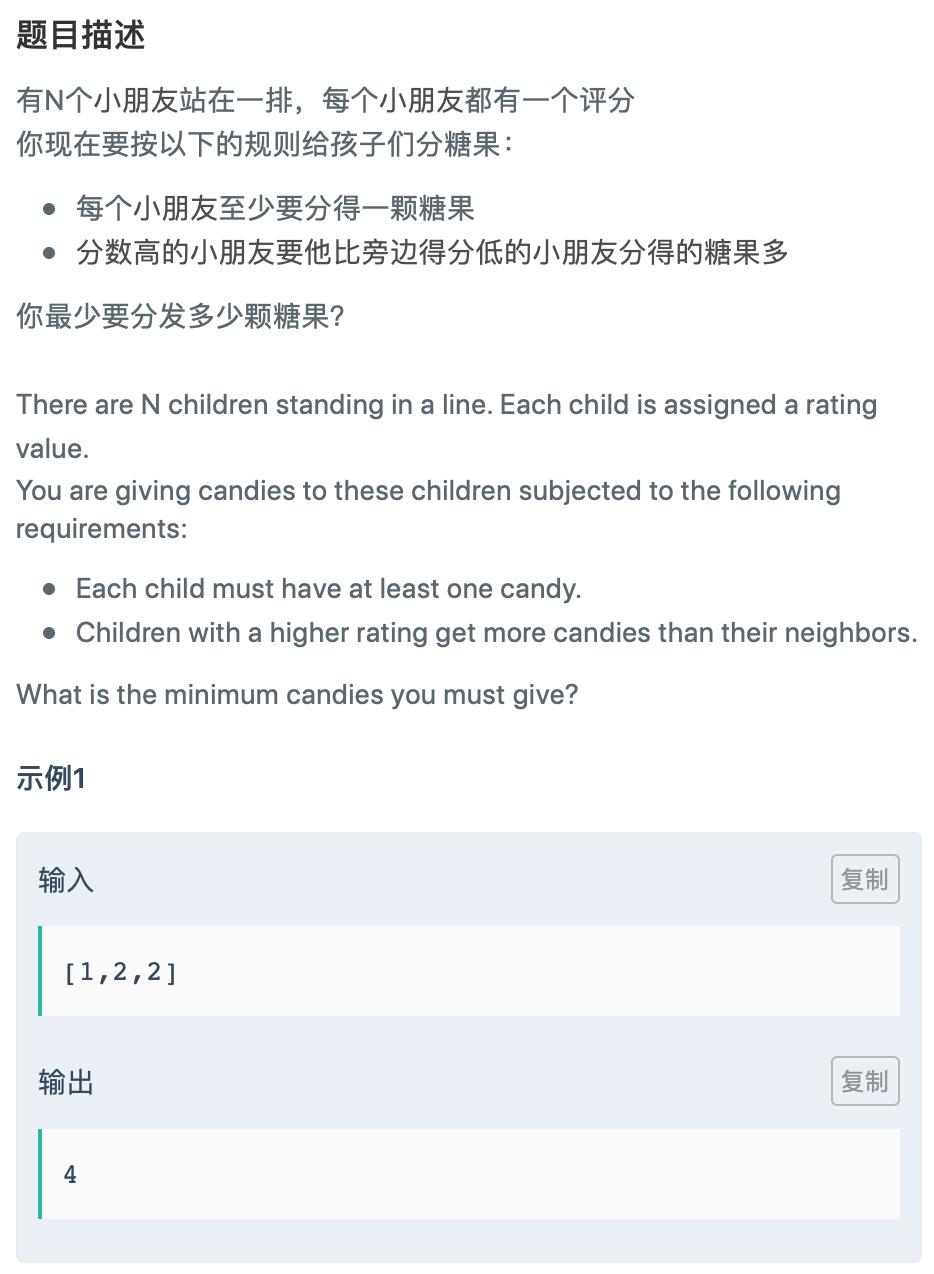 题目描述
有N个小朋友站在一排，每个小朋友都有一个评分
你现在要按以下的规则给孩子们分糖果：
每个小朋友至少要分得一颗糖果
分数高的小朋友要他比旁边得分低的小朋友分得的糖果多
你最少要分发多少颗糖果？
There are N children standing in a line. Each child is assigned a rating
value.
You are giving candies to these children subjected to the following
requirements:
Each child must have at least one candy.
Children with a higher rating get more candies than their neighbors.
What is the minimum candies you must give?
示例1
输入
复制
[1,2,2]
输出
复制
4